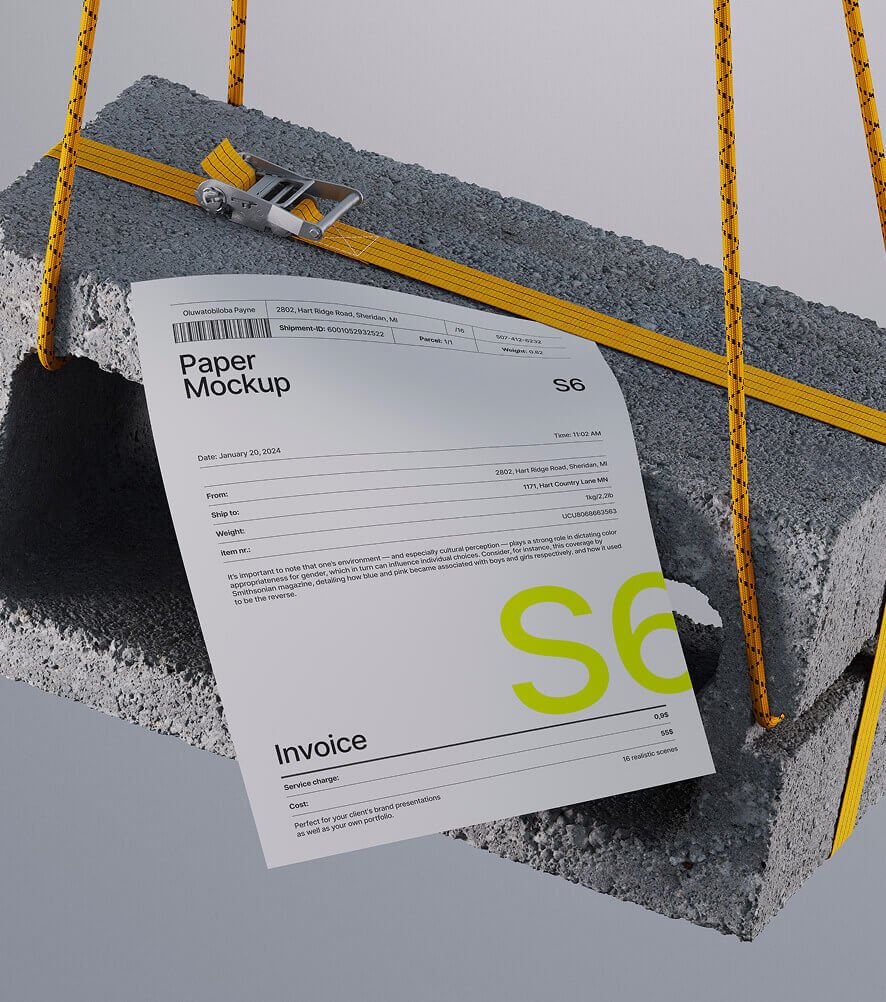 Oluwatobiloba Payne
2802, Hart Ridge Road, Sheridan, MI
/16
507-412-6232
Shipment-ID: 6001052932522
Parcel: 1/1
Weight: 0,82
Paper
Mockup
S6
Date: January 20, 2024
Time: 11:02 AM
From:
2802, Hart Ridge Road, Sheridan, MI
Ship to:
1171, Hart Country Lane MN
Weight:
1kg/2,2lb
Item nr.:
UCU8068663563
It's important to note that one's environment — and especially cultural perception — plays a strong role in dictating color
appropriateness for gender, which in turn can influence individual choices. Consider, for instance, this coverage by
Smithsonian magazine, detailing how blue and pink became associated with boys and girls respectively, and how it used
to be the reverse.
S6
Invoice
Service charge:
0,9$
Cost:
55$
Perfect for your client's brand presentations
as well as your own portfolio.
16 realistic scenes